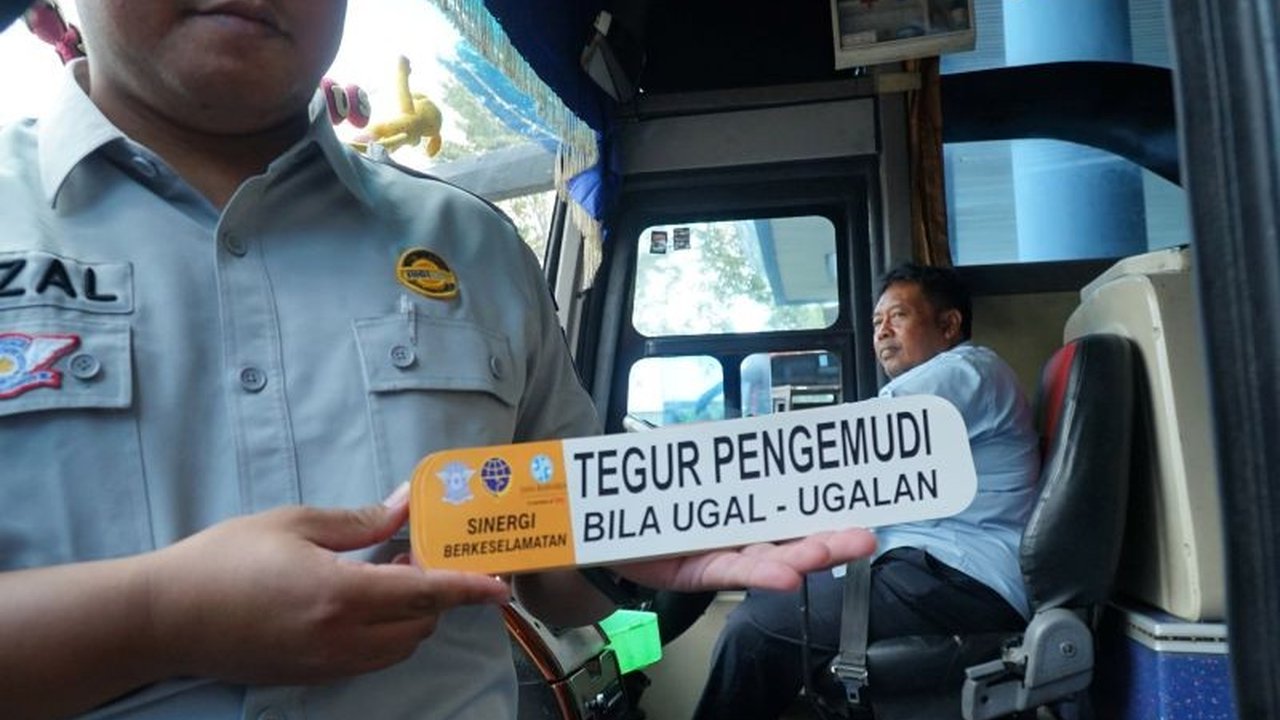 ZAL
TEGUR PENGEMUDI
BILA UGAL - UGALAN
SINERGI
BERKESELAMATAN